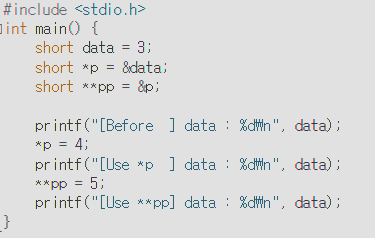 #include <stdio.h>
int main() {
    short data = 3;
    short *p = &data;
    short **pp = &p;

    printf("[Before  ] data : %d₩n", data);
    *p = 4;
    printf("[Use *p  ] data : %d₩n", data);
    **pp = 5;
    printf("[Use **pp] data : %d₩n", data);
}